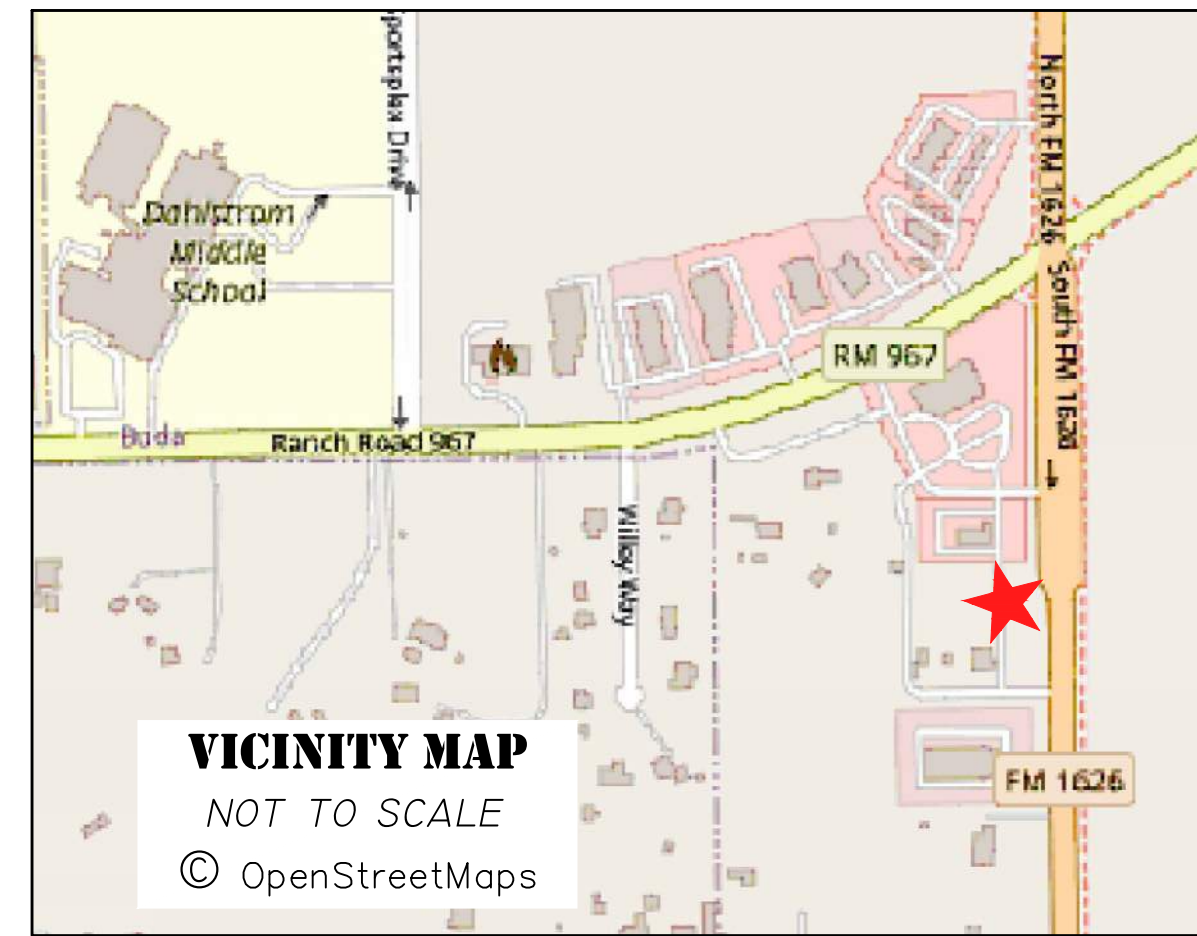 Sportsplex Drive
North FM 1626
Dahlstrom
Middle
School
South FM 1626
RM 967
Buda
Ranch Road 967
Willey Way
VICINITY MAP
NOT TO SCALE
© OpenStreetMaps
FM 1626